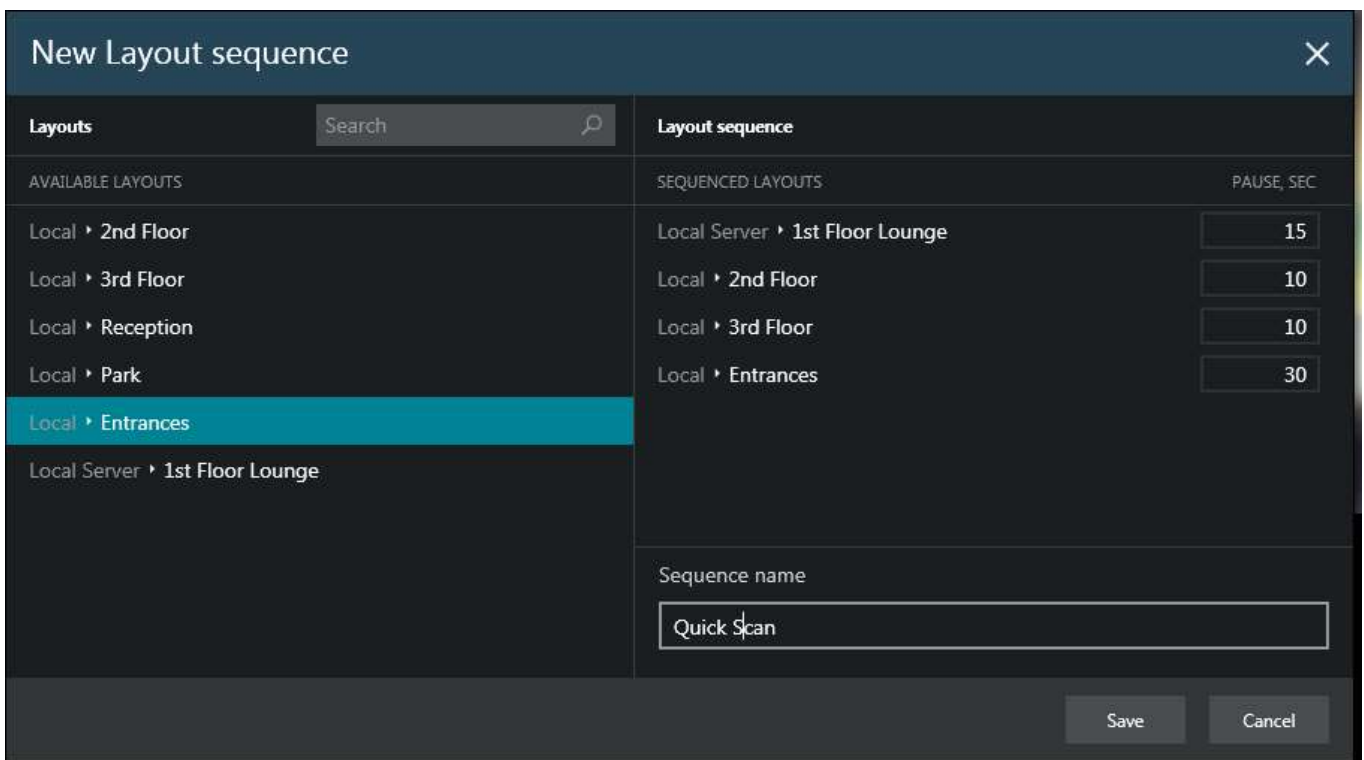 New Layout sequence
Layouts
Search
AVAILABLE LAYOUTS
Local ‣ 2nd Floor
Local ‣ 3rd Floor
Local ‣ Reception
Local ‣ Park
Local ‣ Entrances
Local Server ‣ 1st Floor Lounge
Layout sequence
SEQUENCED LAYOUTS PAUSE, SEC
Local Server ‣ 1st Floor Lounge 15
Local ‣ 2nd Floor 10
Local ‣ 3rd Floor 10
Local ‣ Entrances 30
Sequence name
Quick Scan
Save Cancel